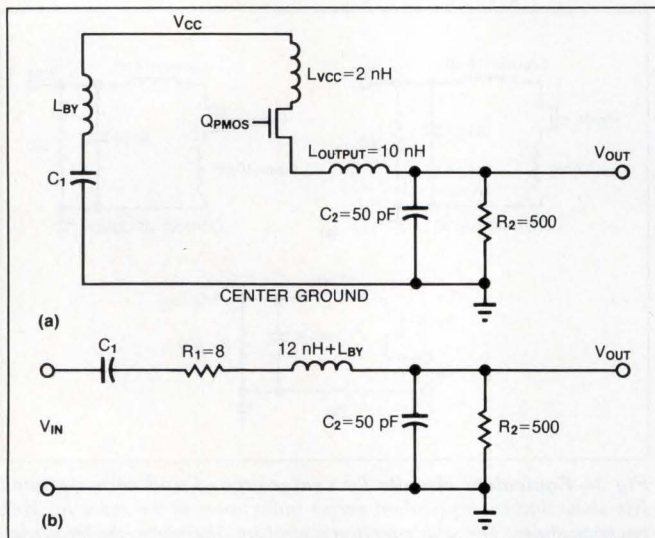 VCC
LVCC=2 nH
LBY
QPMOS
LOUTPUT=10 nH
VOUT
C1
C2=50 pF
R2=500
CENTER GROUND
(a)
C1
R1=8
12 nH+LBY
VOUT
VIN
C2=50 pF
R2=500
(b)